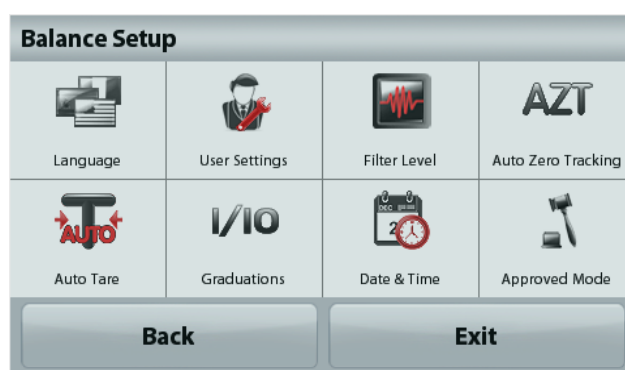 Balance Setup
AZT
Language
User Settings
Filter Level
Auto Zero Tracking
AUTO
I/IO
DEC
2
Auto Tare
Graduations
Date & Time
Approved Mode
Back
Exit